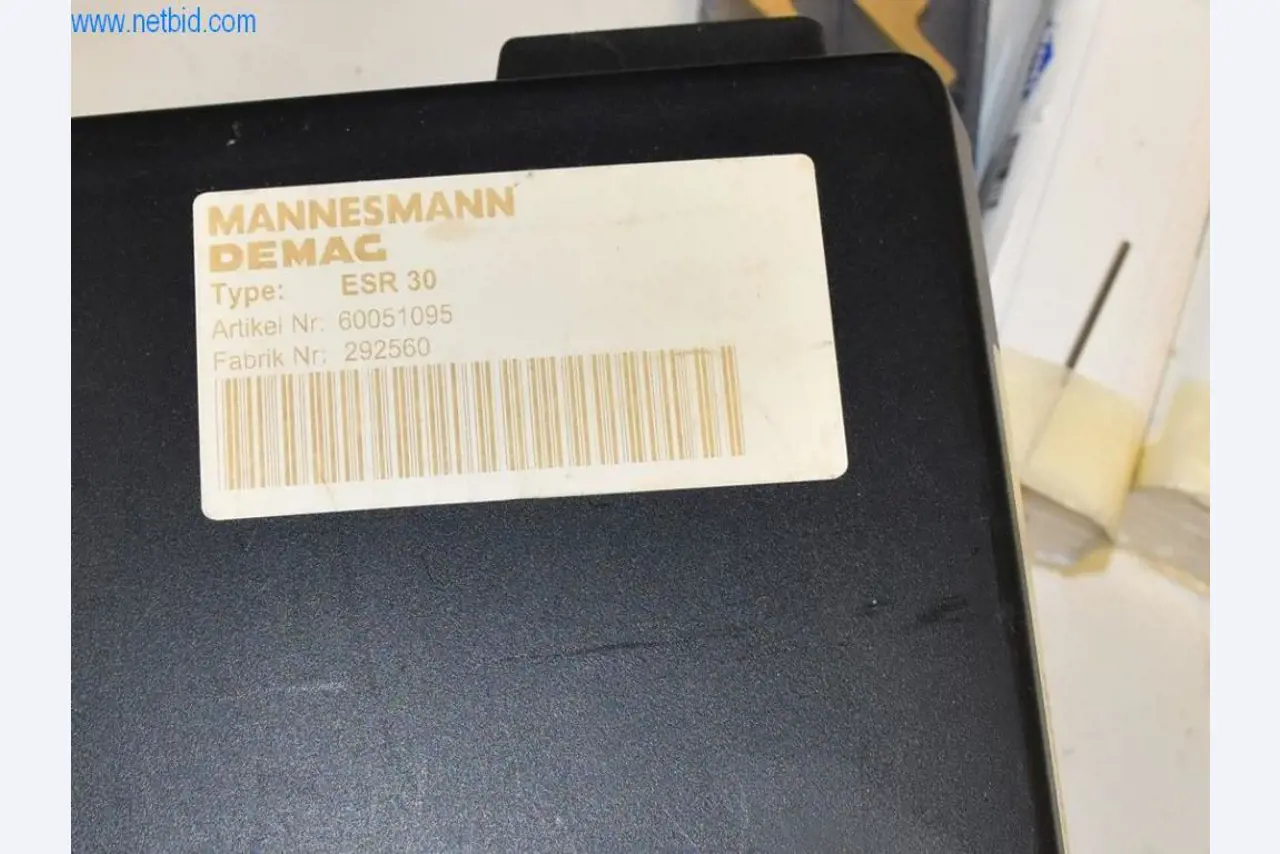 www.netbid.com
MANNESMANN
DEMAG
Type: ESR 30
Artikel Nr: 60051095
Fabrik Nr: 292560